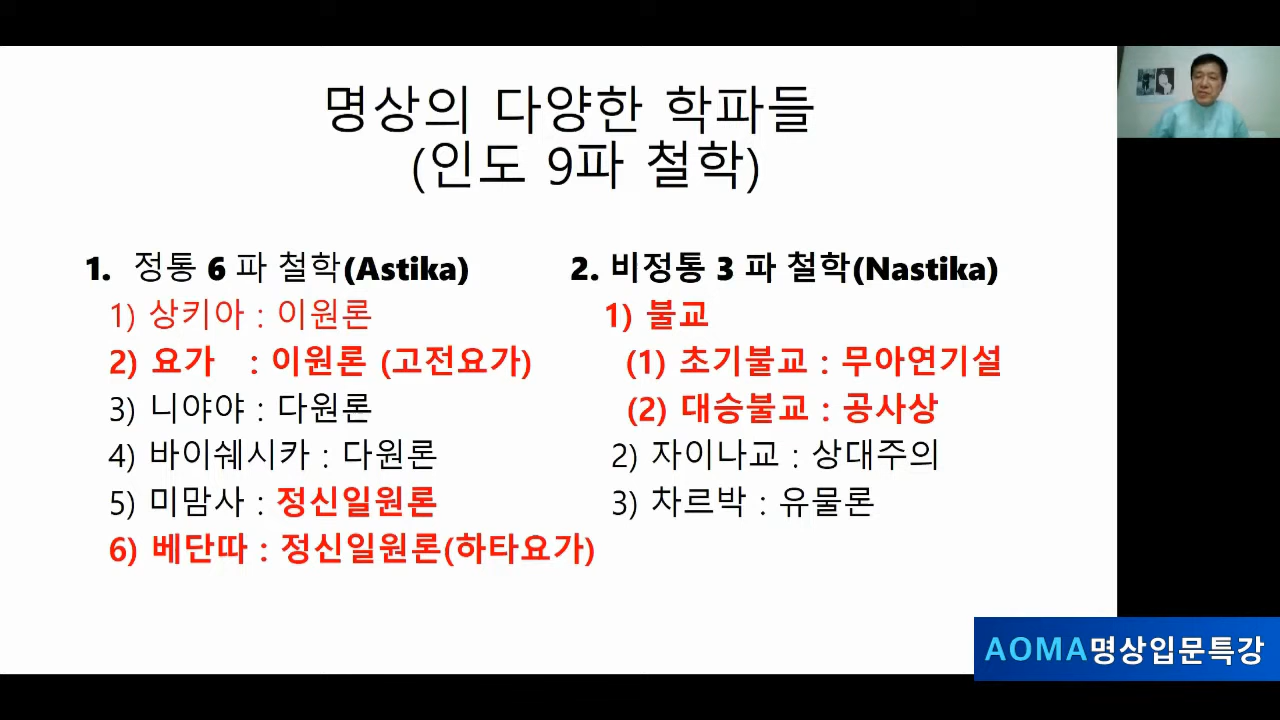 명상의 다양한 학파들
(인도 9파 철학)
1. 정통 6 파 철학(Astika)
1) 상키아 : 이원론
2) 요가 : 이원론 (고전요가)
3) 니야야 : 다원론
4) 바이쉐시카 : 다원론
5) 미맘사 : 정신일원론
6) 베단따 : 정신일원론(하타요가)
2. 비정통 3 파 철학(Nastika)
1) 불교
(1) 초기불교 : 무아연기설
(2) 대승불교 : 공사상
2) 자이나교 : 상대주의
3) 차르박 : 유물론
AOMA명상입문특강